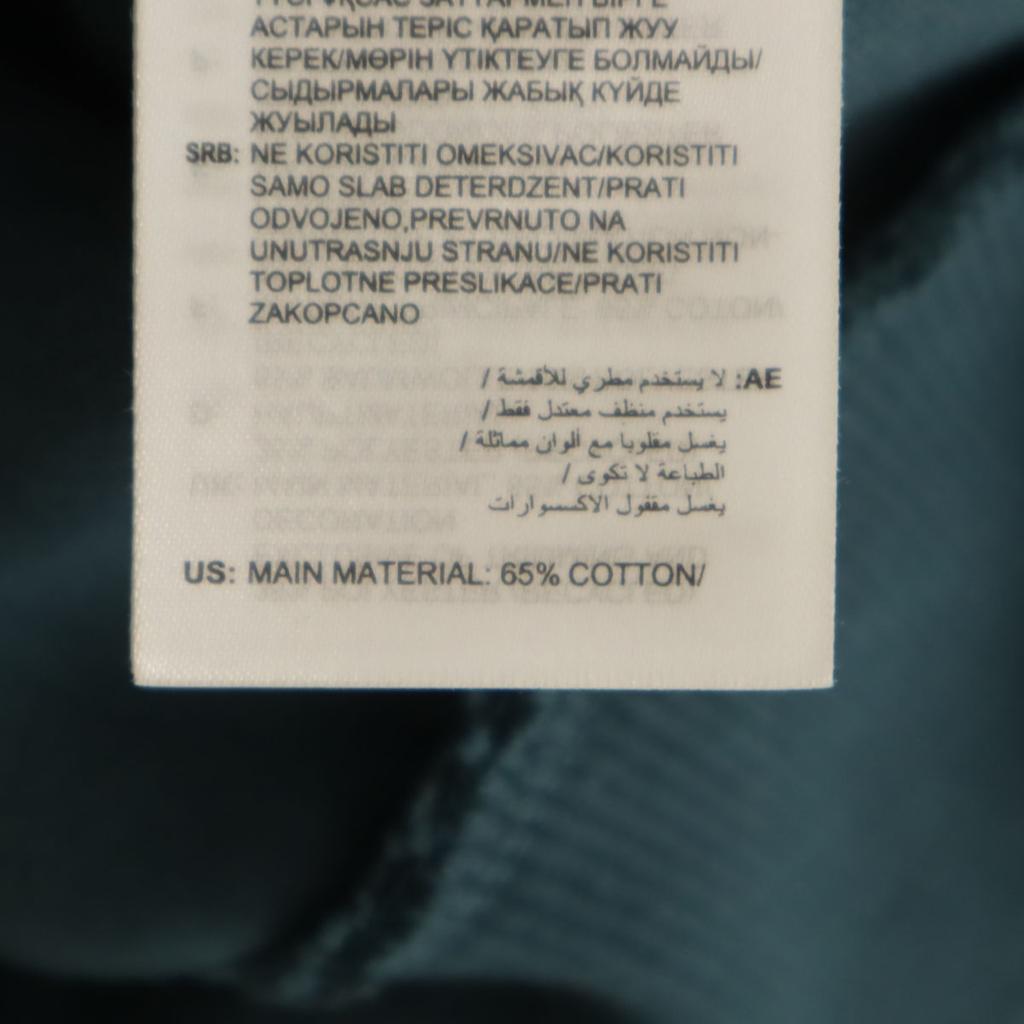 АСТАРЫН ТЕРІС ҚАРАТЫП ЖУУ
КЕРЕК/МӨРІН ҮТІКТЕУГЕ БОЛМАЙДЫ/
СЫДЫРМАЛАРЫ ЖАБЫҚ КҮЙДЕ
ЖУЫЛАДЫ
SRB: NE KORISTITI OMEKSIVAC/KORISTITI
SAMO SLAB DETERDZENT/PRATI
ODVOJENO,PREVRNUTO NA
UNUTRASNJU STRANU/NE KORISTITI
TOPLOTNE PRESLIKACE/PRATI
ZAKOPCANO
AE: لا يستخدم مطري للأقمشة /
يستخدم منظف معتدل فقط /
يغسل مقلوبا مع ألوان مماثلة /
الطباعة لا تكوى /
يغسل مقفول الاكسسوارات
US: MAIN MATERIAL: 65% COTTON/